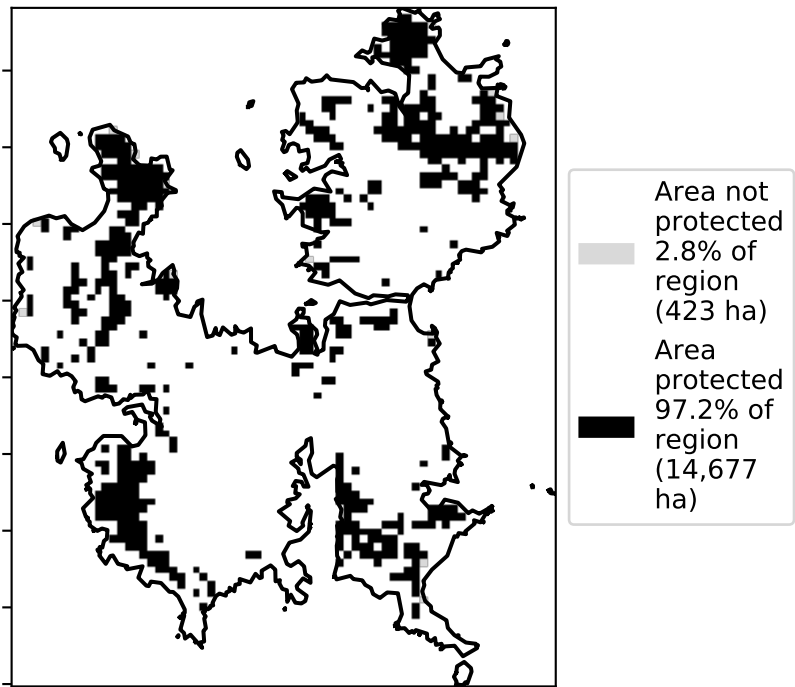 Area not
protected
2.8% of
region
(423 ha)
Area
protected
97.2% of
region
(14,677
ha)